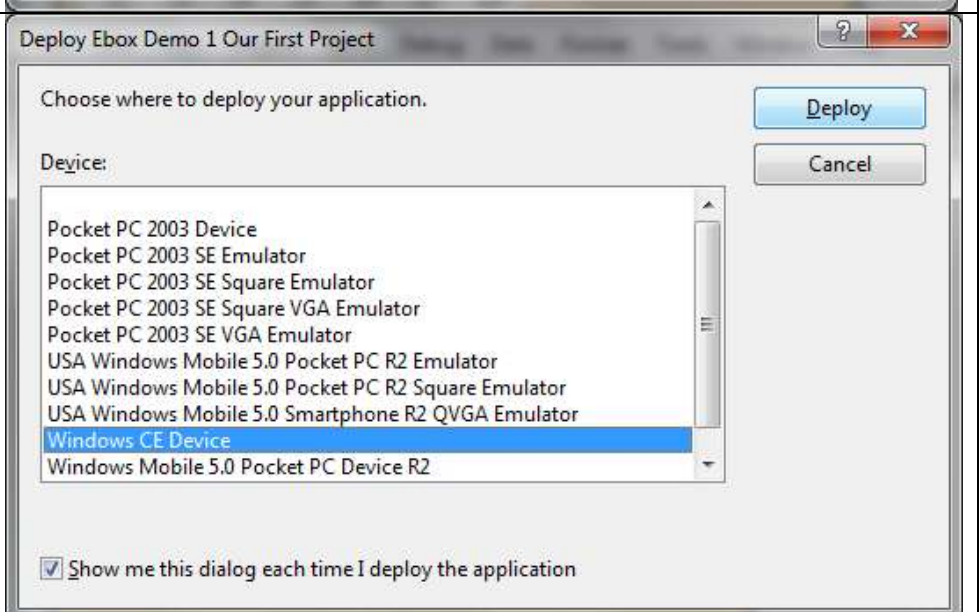 Deploy Ebox Demo 1 Our First Project
Choose where to deploy your application.
Deploy
Device:
Cancel
Pocket PC 2003 Device
Pocket PC 2003 SE Emulator
Pocket PC 2003 SE Square Emulator
Pocket PC 2003 SE Square VGA Emulator
Pocket PC 2003 SE VGA Emulator
USA Windows Mobile 5.0 Pocket PC R2 Emulator
USA Windows Mobile 5.0 Pocket PC R2 Square Emulator
USA Windows Mobile 5.0 Smartphone R2 QVGA Emulator
Windows CE Device
Windows Mobile 5.0 Pocket PC Device R2
Show me this dialog each time I deploy the application